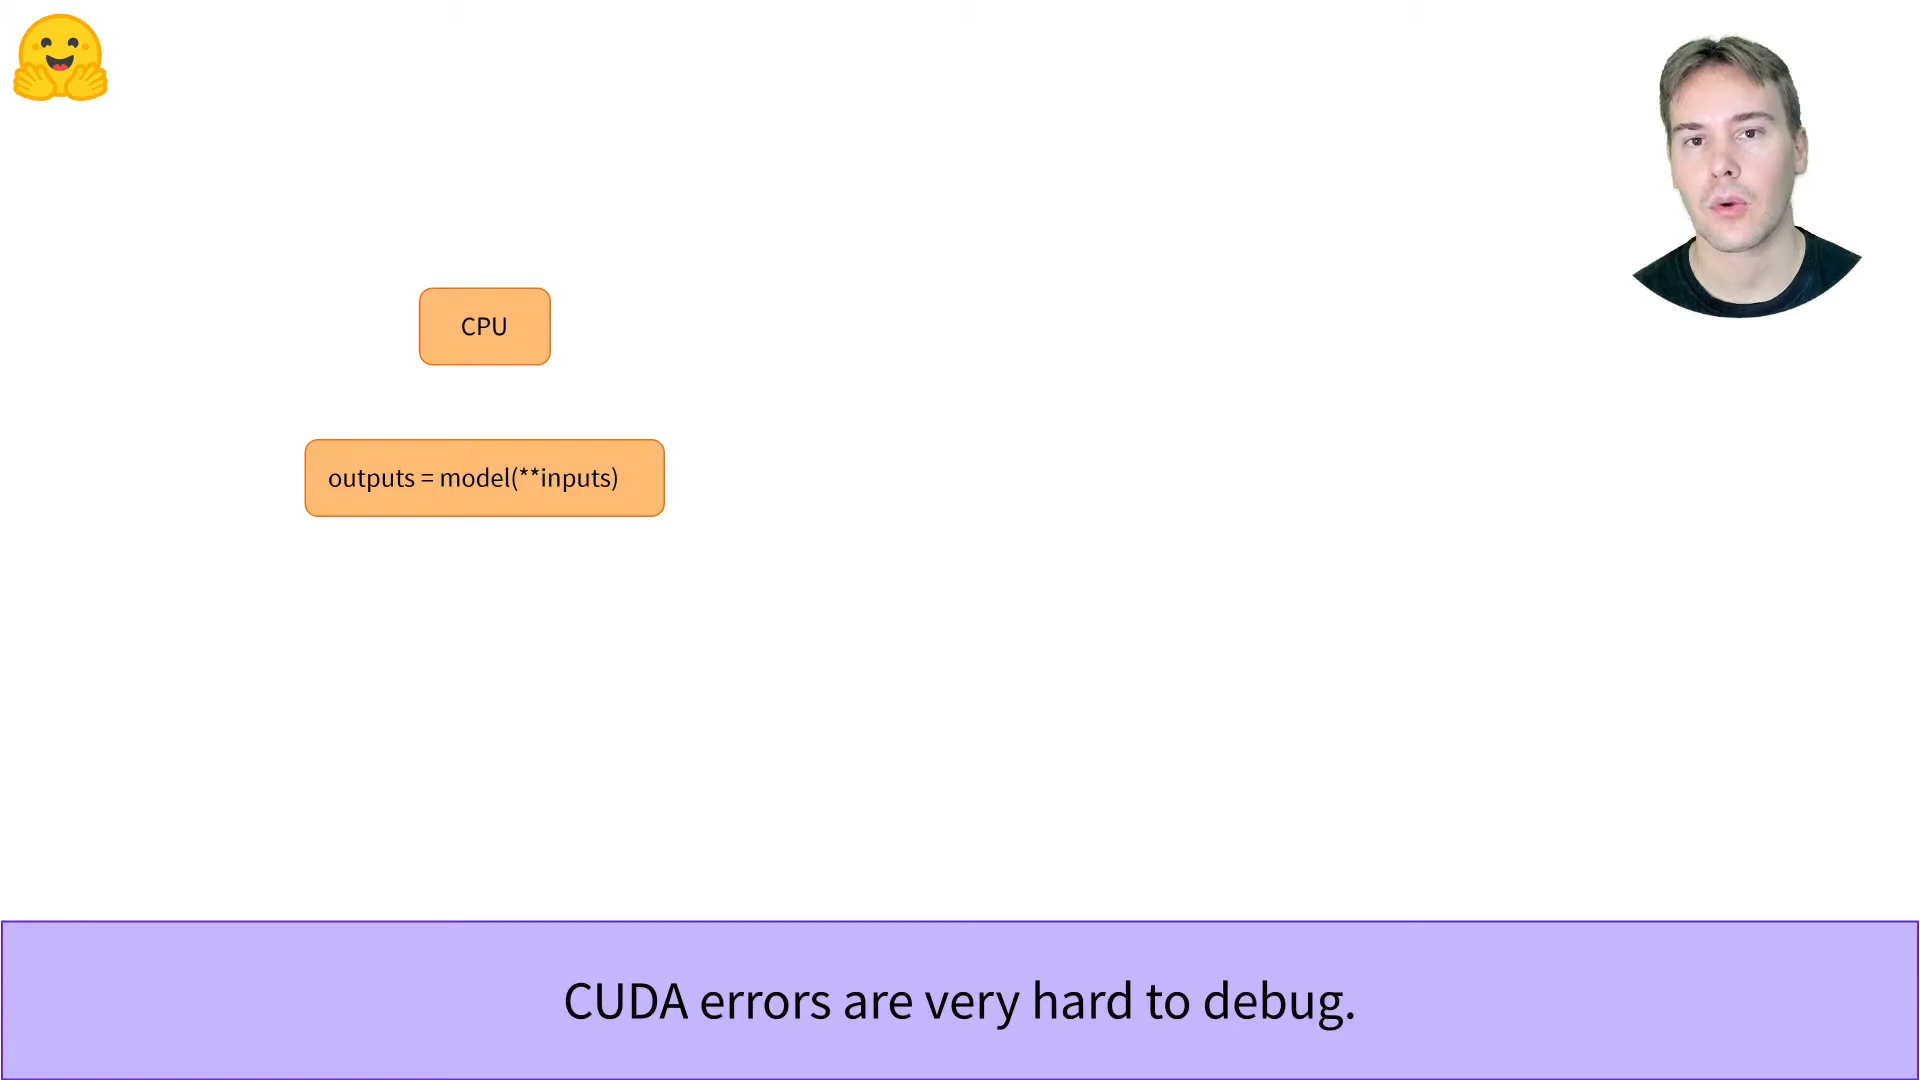 CPU
outputs = model(**inputs)
CUDA errors are very hard to debug.